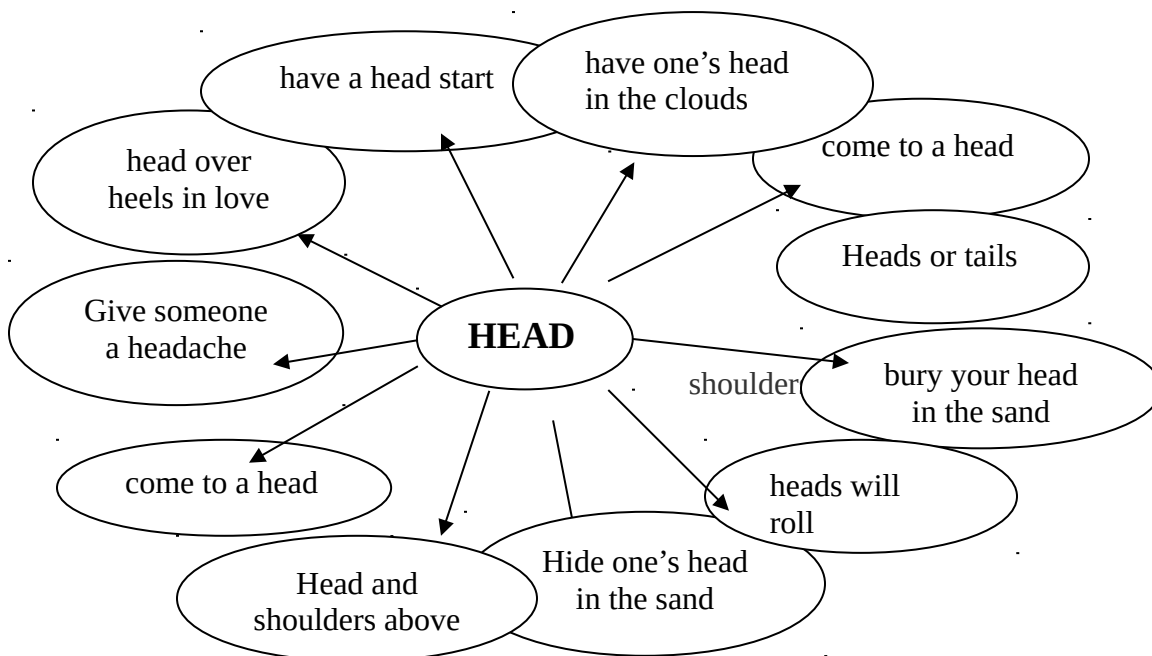 have a head start
have one’s head
in the clouds
come to a head
head over
heels in love
Heads or tails
Give someone
a headache
HEAD
shoulder
bury your head
in the sand
come to a head
heads will
roll
Hide one’s head
in the sand
Head and
shoulders above